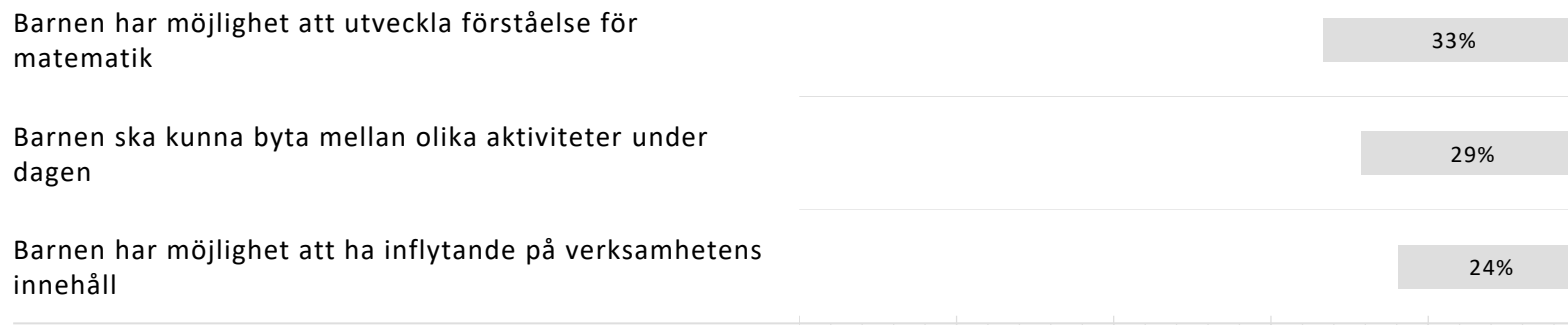 Barnen har möjlighet att utveckla förståelse för
matematik
33%
Barnen ska kunna byta mellan olika aktiviteter under
dagen
29%
Barnen har möjlighet att ha inflytande på verksamhetens
innehåll
24%